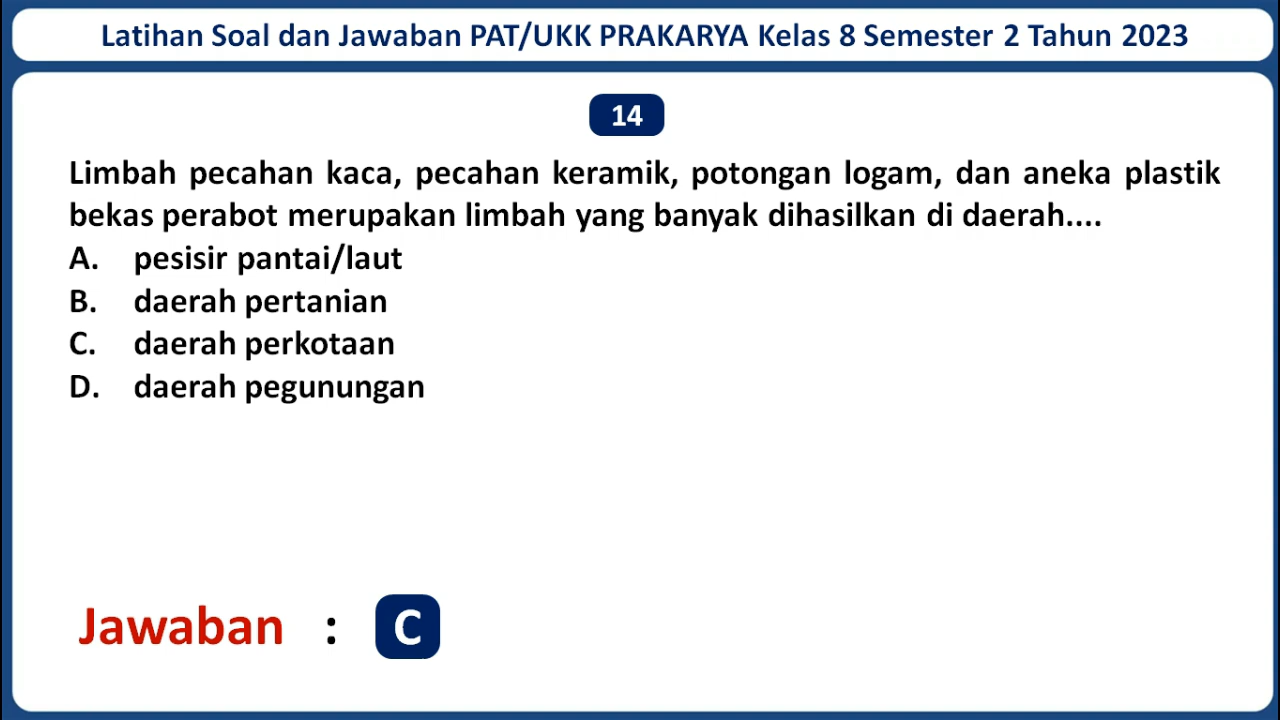 Latihan Soal dan Jawaban PAT/UKK PRAKARYA Kelas 8 Semester 2 Tahun 2023
14
Limbah pecahan kaca, pecahan keramik, potongan logam, dan aneka plastik
bekas perabot merupakan limbah yang banyak dihasilkan di daerah....
A. pesisir pantai/laut
B. daerah pertanian
C. daerah perkotaan
D. daerah pegunungan
Jawaban : C